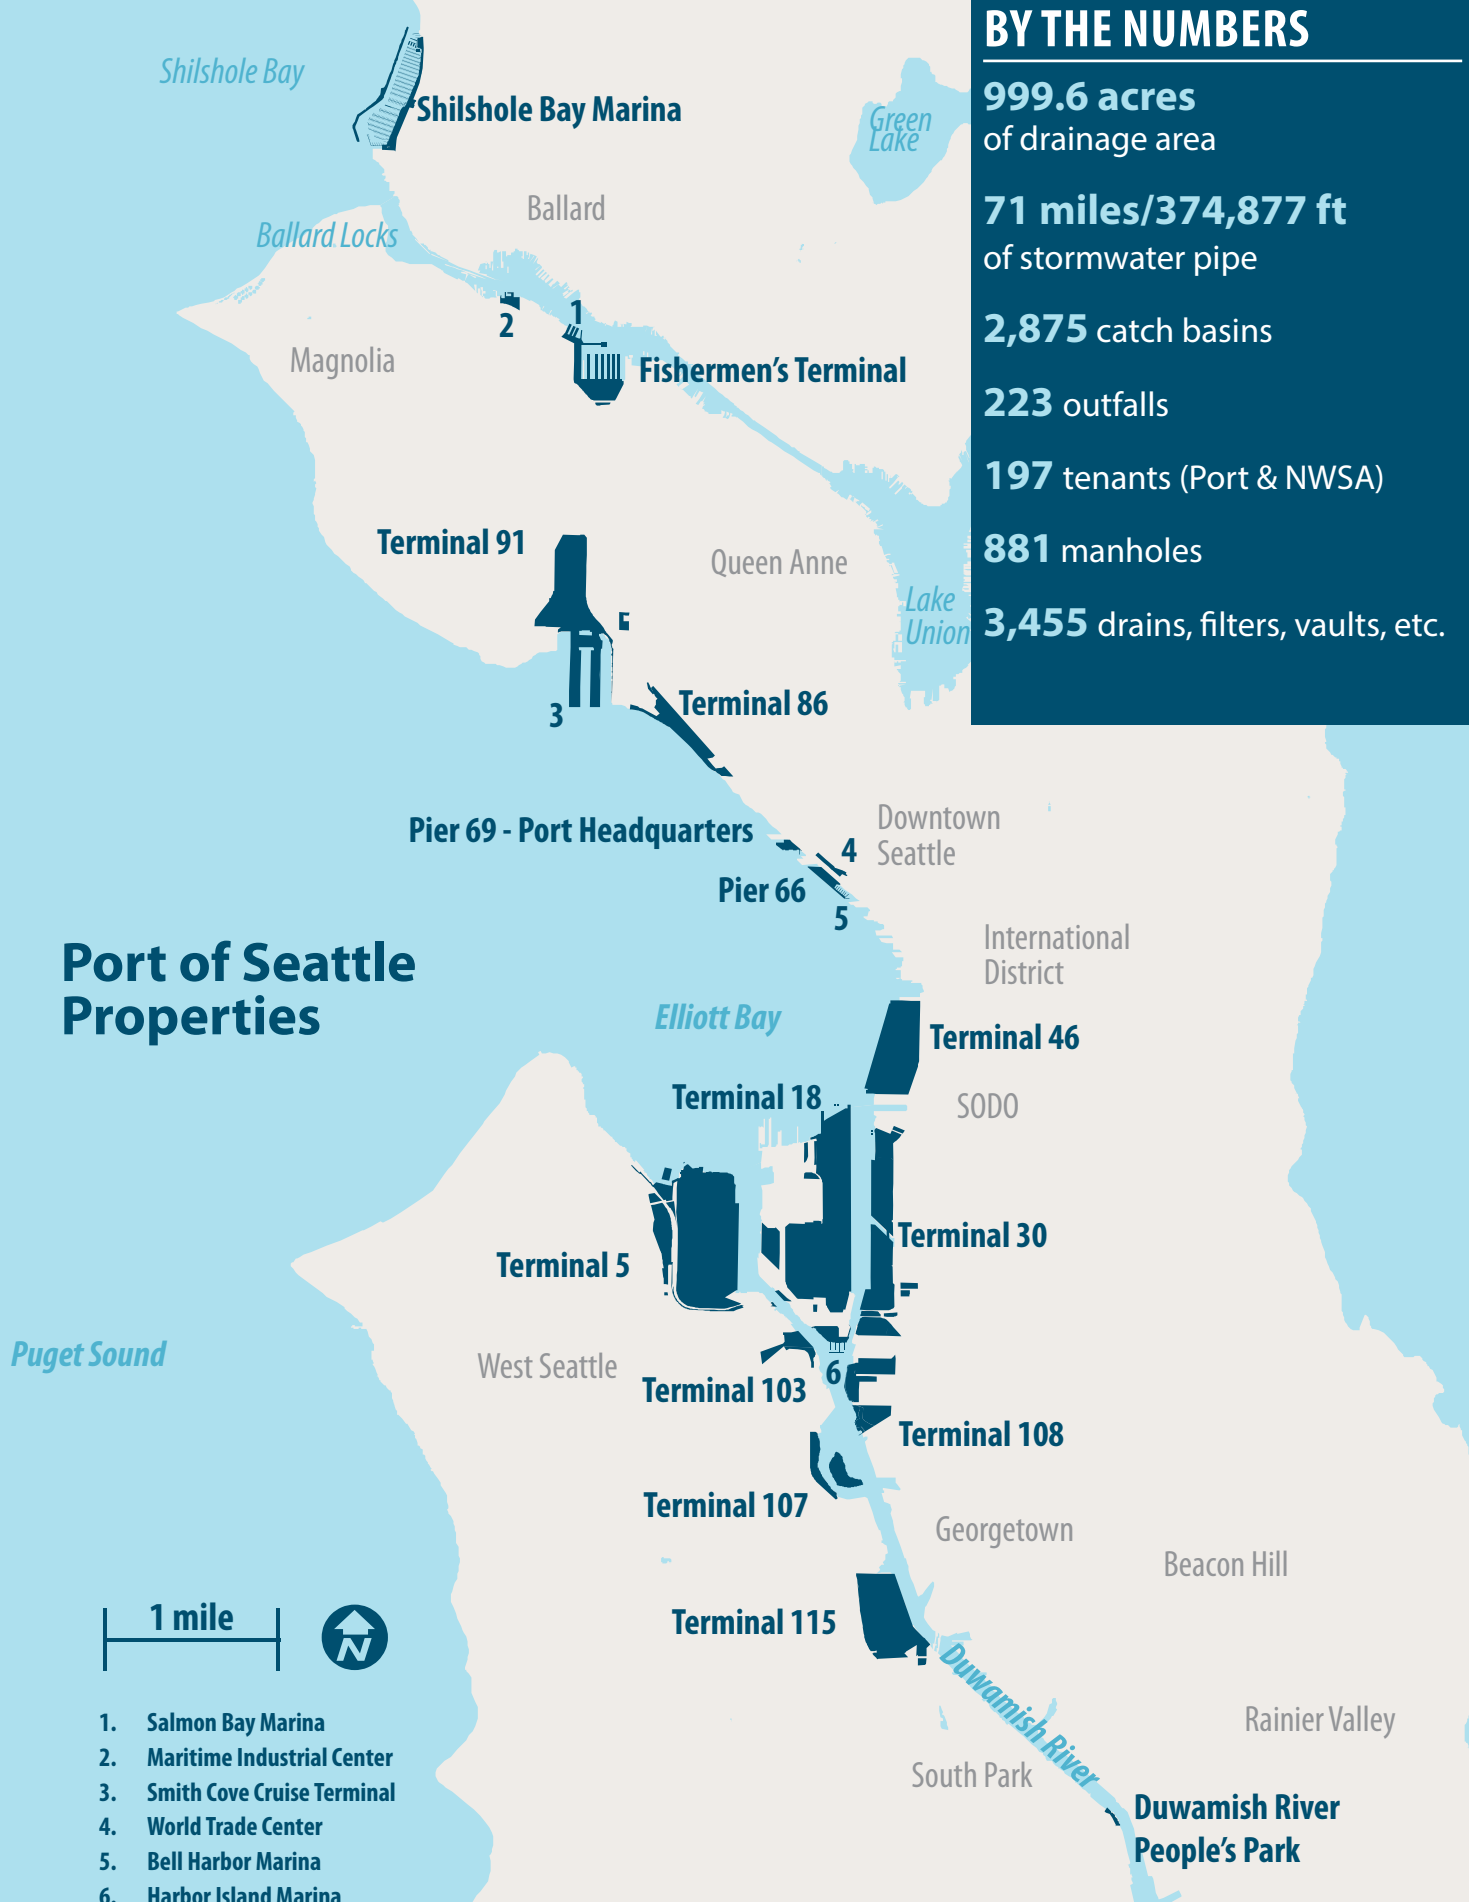 BY THE NUMBERS
999.6 acres
of drainage area
71 miles/374,877 ft
of stormwater pipe
2,875 catch basins
223 outfalls
197 tenants (Port & NWSA)
881 manholes
3,455 drains, filters, vaults, etc.
Shilshole Bay
Shilshole Bay Marina
Green
Lake
Ballard
Ballard Locks
1
2
Magnolia
Fishermen's Terminal
Terminal 91
Queen Anne
Lake
Union
3
Terminal 86
Downtown
Seattle
Pier 69 - Port Headquarters
4
Pier 66
5
International
District
Port of Seattle
Properties
Elliott Bay
Terminal 46
Terminal 18
SODO
Terminal 30
Terminal 5
Puget Sound
West Seattle
Terminal 103
6
Terminal 108
Terminal 107
Georgetown
Beacon Hill
Terminal 115
Duwamish River
Rainier Valley
South Park
Duwamish River
People's Park
1 mile
N
1. Salmon Bay Marina
2. Maritime Industrial Center
3. Smith Cove Cruise Terminal
4. World Trade Center
5. Bell Harbor Marina
6. Harbor Island Marina